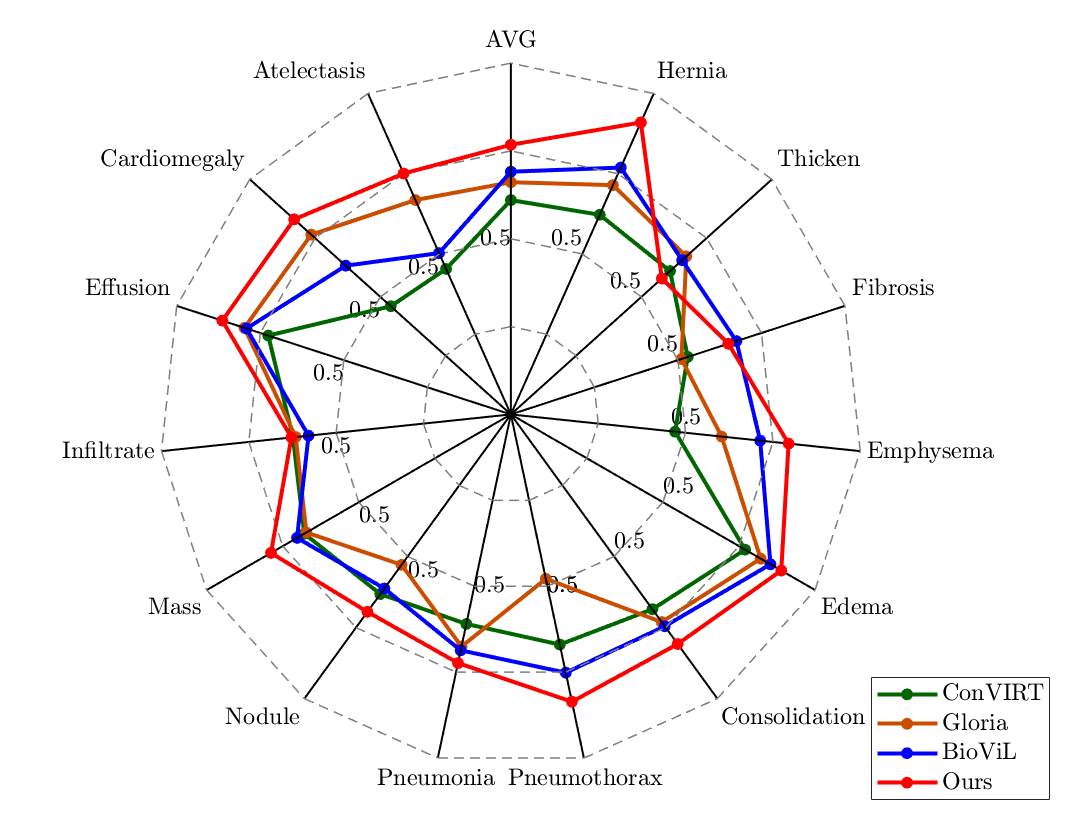 AVG
Atelectasis
Hernia
Cardiomegaly
Thicken
0.5
0.5
0.5
0.5
Effusion
Fibrosis
0.5
0.5
0.5
0.5
Infiltrate
0.5
Emphysema
0.5
0.5
0.5
0.5
0.5
0.5
Mass
Edema
Nodule
Consolidation
Pneumonia
Pneumothorax
ConVIRT
Gloria
BioViL
Ours